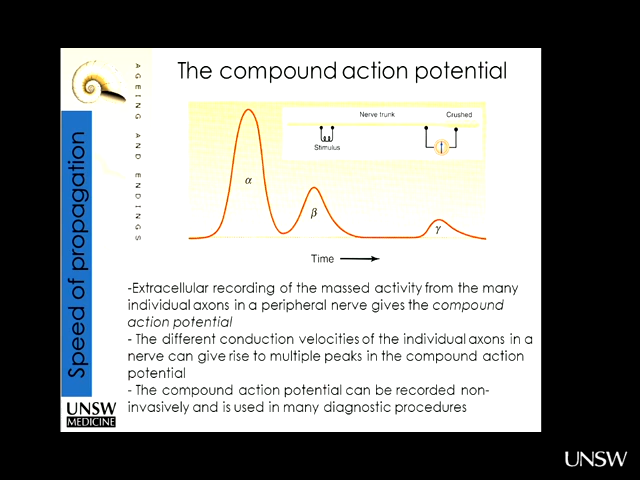 The compound action potential
AGEING AND ENDINGS
Speed of propagation
Nerve trunk
Crushed
Stimulus
α
β
γ
Time
-Extracellular recording of the massed activity from the many
individual axons in a peripheral nerve gives the compound
action potential
- The different conduction velocities of the individual axons in a
nerve can give rise to multiple peaks in the compound action
potential
- The compound action potential can be recorded non-
invasively and is used in many diagnostic procedures
UNSW
MEDICINE
UNSW